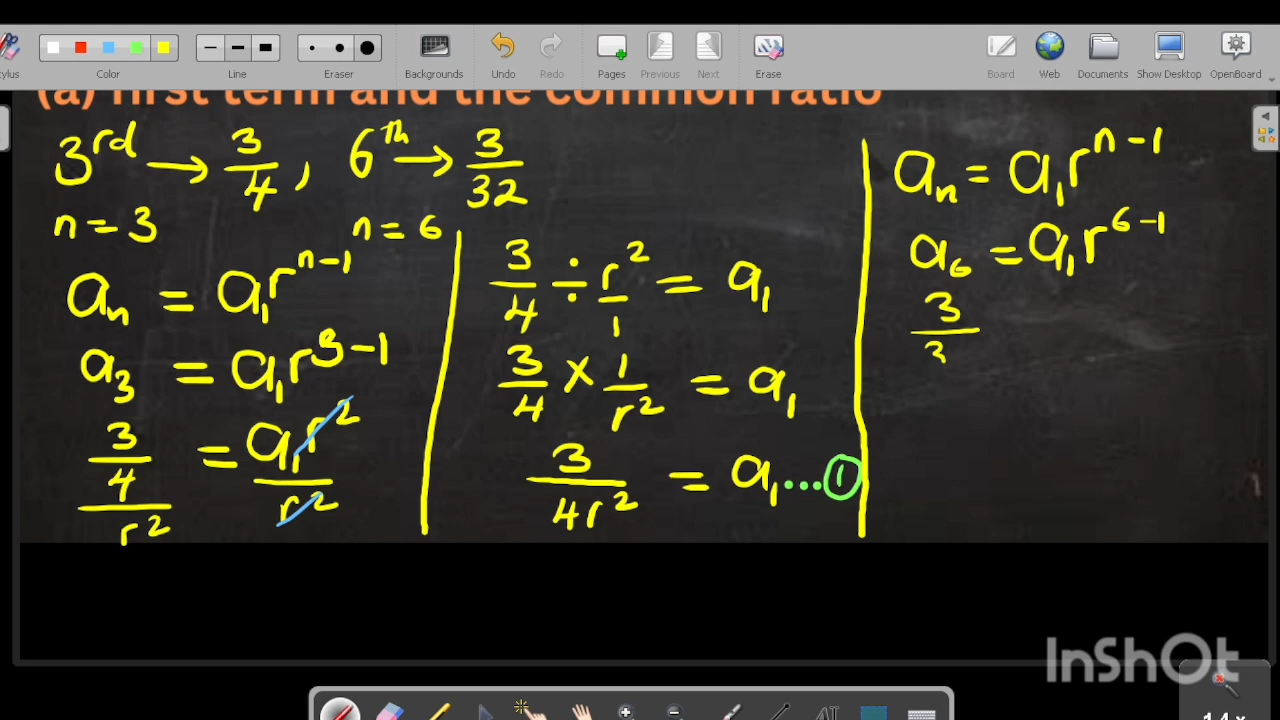 ylus
Color
Line
Eraser
Backgrounds
Undo
Redo
Pages
Previous
Next
Erase
Board
Web
Documents
Show Desktop
OpenBoard
(a) first term and the common ratio
3rd → 3/4, 6th → 3/32
n = 3
n = 6
aₙ = a₁rⁿ⁻¹
a₃ = a₁r³⁻¹
3/4 / r² = a₁r² / r²
3/4 ÷ r²/1 = a₁
3/4 × 1/r² = a₁
3/4r² = a₁ ...①
aₙ = a₁rⁿ⁻¹
a₆ = a₁r⁶⁻¹
3/3
InShOt